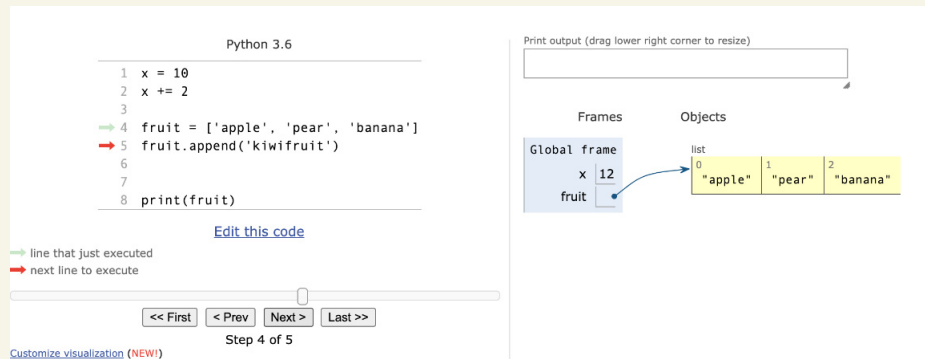 Python 3.6
1 x = 10
2 x += 2
3
4 fruit = ['apple', 'pear', 'banana']
5 fruit.append('kiwifruit')
6
7
8 print(fruit)
Edit this code
line that just executed
next line to execute
<< First < Prev Next > Last >>
Step 4 of 5
Customize visualization (NEW!)
Print output (drag lower right corner to resize)
Frames Objects
Global frame
x 12
fruit
list
0 1 2
"apple" "pear" "banana"